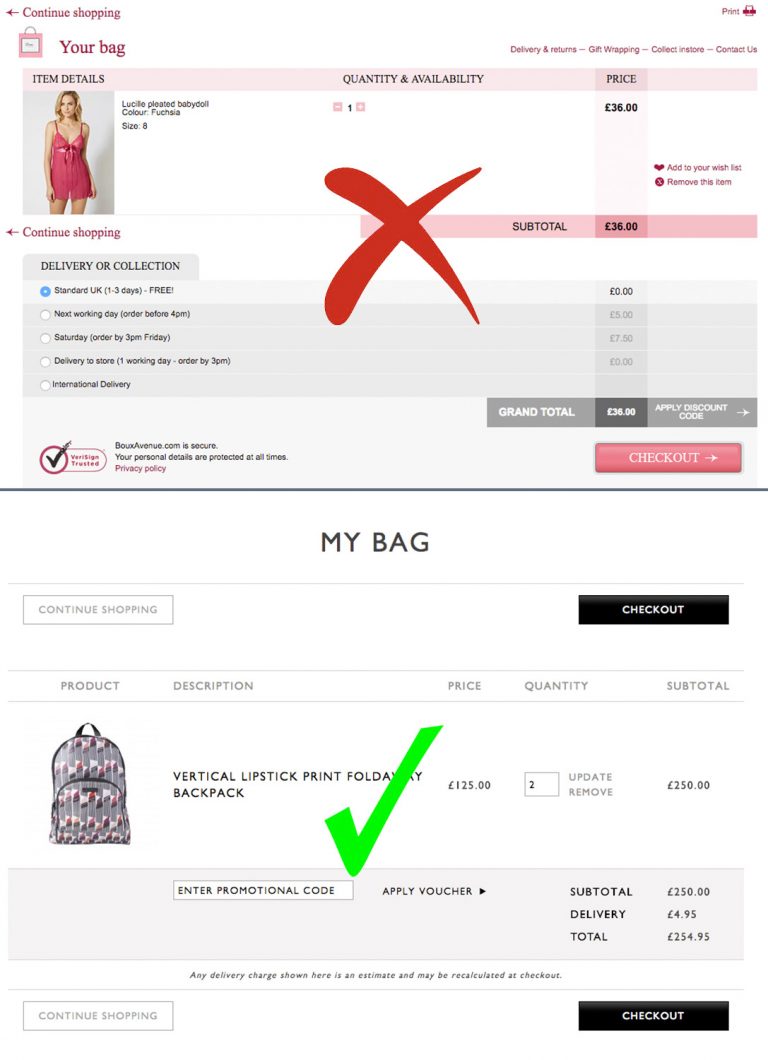 ← Continue shopping
Print
Your bag
Delivery & returns — Gift Wrapping — Collect instore — Contact Us
ITEM DETAILS QUANTITY & AVAILABILITY PRICE
Lucille pleated babydoll
Colour: Fuchsia
Size: 8
1
£36.00
Add to your wish list
Remove this item
SUBTOTAL £36.00
← Continue shopping
DELIVERY OR COLLECTION
Standard UK (1-3 days) - FREE! £0.00
Next working day (order before 4pm) £5.00
Saturday (order by 3pm Friday) £7.50
Delivery to store (1 working day - order by 3pm) £0.00
International Delivery
GRAND TOTAL £36.00 APPLY DISCOUNT CODE →
VeriSign
Trusted
BouxAvenue.com is secure.
Your personal details are protected at all times.
Privacy policy
CHECKOUT →
MY BAG
CONTINUE SHOPPING CHECKOUT
PRODUCT DESCRIPTION PRICE QUANTITY SUBTOTAL
VERTICAL LIPSTICK PRINT FOLDAWAY
BACKPACK
£125.00
2
UPDATE
REMOVE
£250.00
ENTER PROMOTIONAL CODE APPLY VOUCHER ▶
SUBTOTAL £250.00
DELIVERY £4.95
TOTAL £254.95
Any delivery charge shown here is an estimate and may be recalculated at checkout.
CONTINUE SHOPPING CHECKOUT